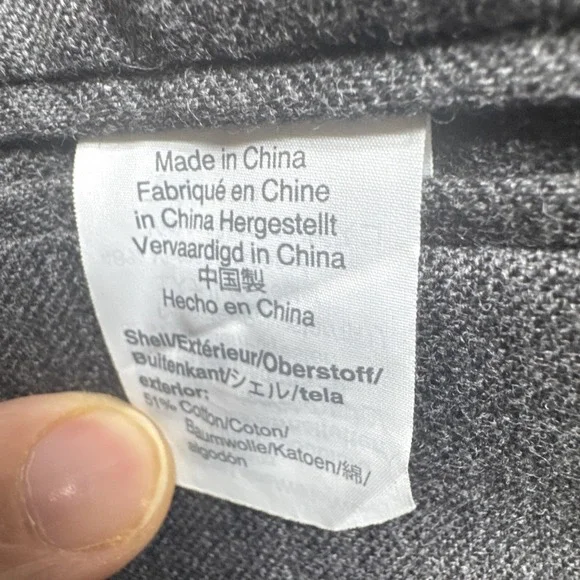 Made in China
Fabriqué en Chine
in China Hergestellt
Vervaardigd in China
中国製
Hecho en China
Shell/Extérieur/Oberstoff/
Buitenkant/シェル/tela
exterior:
51% Cotton/Coton/
Baumwolle/Katoen/綿/
algodón